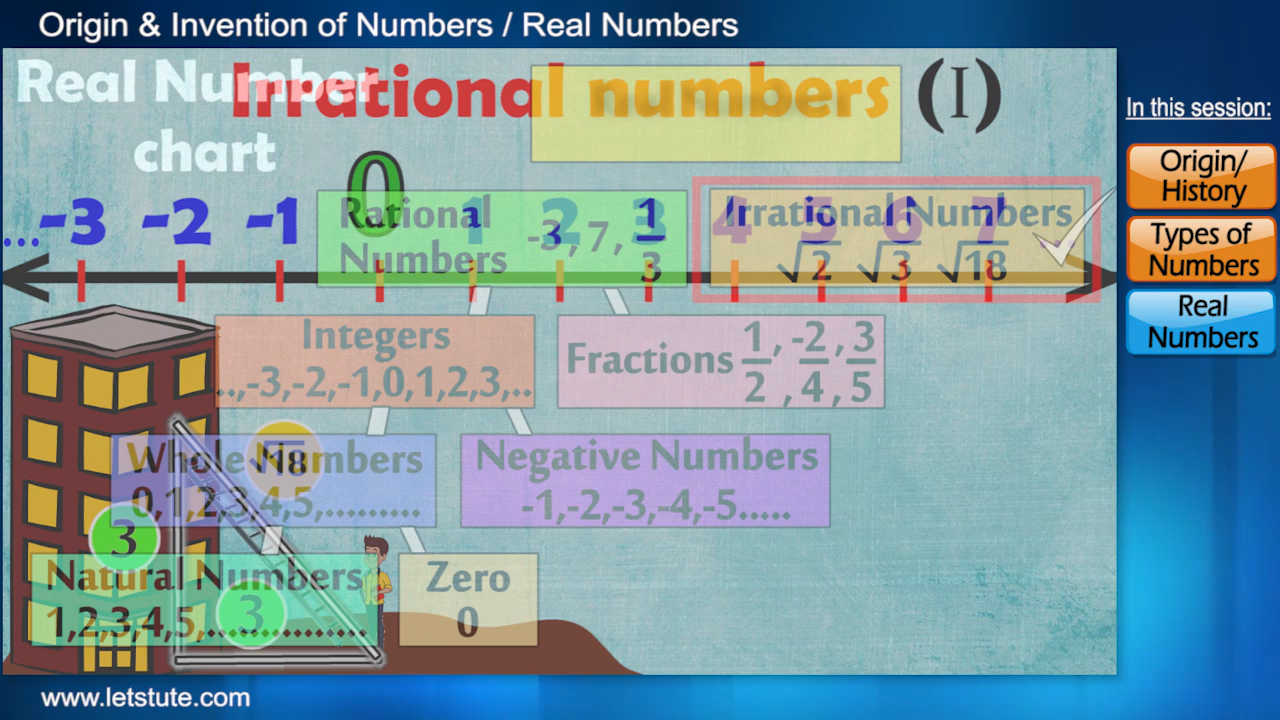 Origin & Invention of Numbers / Real Numbers
Real Number
chart
Irrational numbers (I)
In this session:
Origin/
History
Types of
Numbers
Real
Numbers
...-3 -2 -1 0 1 2 3 4 5 6 7
Rational
Numbers
-3, 7, 1/3
Irrational Numbers
√2 √3 √18
Integers
..,-3,-2,-1,0,1,2,3,..
Fractions 1/2, -2/4, 3/5
Whole Numbers
0,1,2,3,4,5,.........
√18
Negative Numbers
-1,-2,-3,-4,-5.....
3
Natural Numbers
1,2,3,4,5,...............
3
Zero
0
www.letstute.com